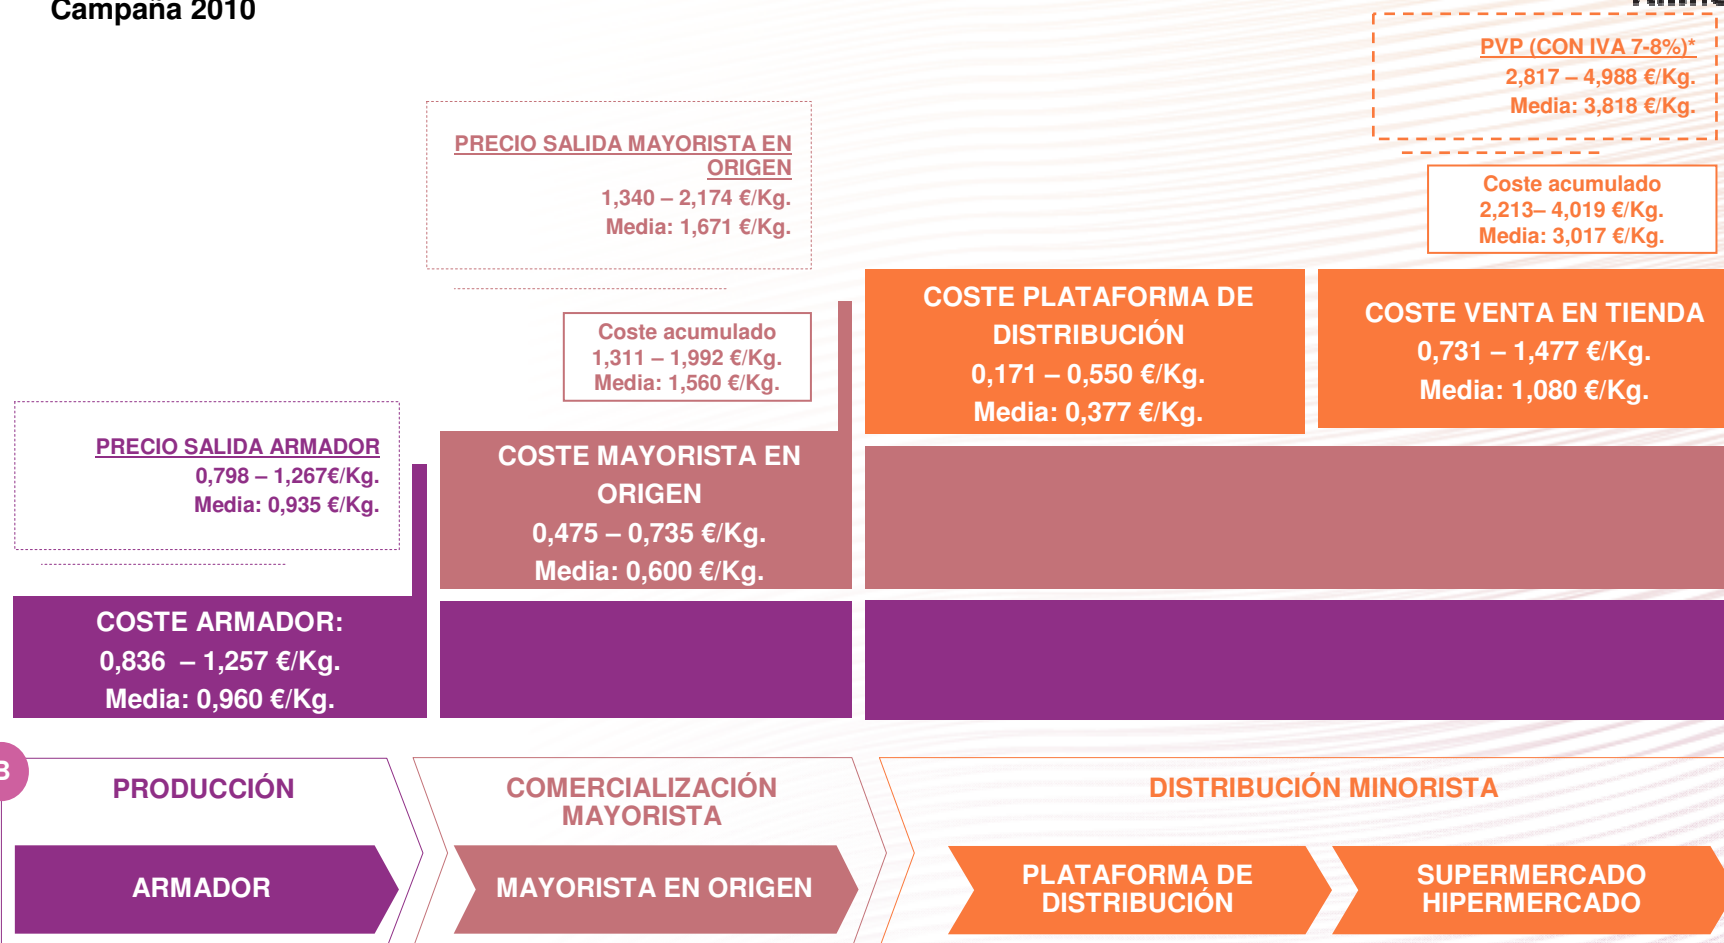 Campaña 2010
PVP (CON IVA 7-8%)*
2,817 – 4,988 €/Kg.
Media: 3,818 €/Kg.
PRECIO SALIDA MAYORISTA EN
ORIGEN
1,340 – 2,174 €/Kg.
Media: 1,671 €/Kg.
Coste acumulado
2,213– 4,019 €/Kg.
Media: 3,017 €/Kg.
COSTE PLATAFORMA DE
DISTRIBUCIÓN
0,171 – 0,550 €/Kg.
Media: 0,377 €/Kg.
COSTE VENTA EN TIENDA
0,731 – 1,477 €/Kg.
Media: 1,080 €/Kg.
Coste acumulado
1,311 – 1,992 €/Kg.
Media: 1,560 €/Kg.
PRECIO SALIDA ARMADOR
0,798 – 1,267€/Kg.
Media: 0,935 €/Kg.
COSTE MAYORISTA EN
ORIGEN
0,475 – 0,735 €/Kg.
Media: 0,600 €/Kg.
COSTE ARMADOR:
0,836  – 1,257 €/Kg.
Media: 0,960 €/Kg.
B
PRODUCCIÓN
COMERCIALIZACIÓN
MAYORISTA
DISTRIBUCIÓN MINORISTA
ARMADOR
MAYORISTA EN ORIGEN
PLATAFORMA DE
DISTRIBUCIÓN
SUPERMERCADO
HIPERMERCADO